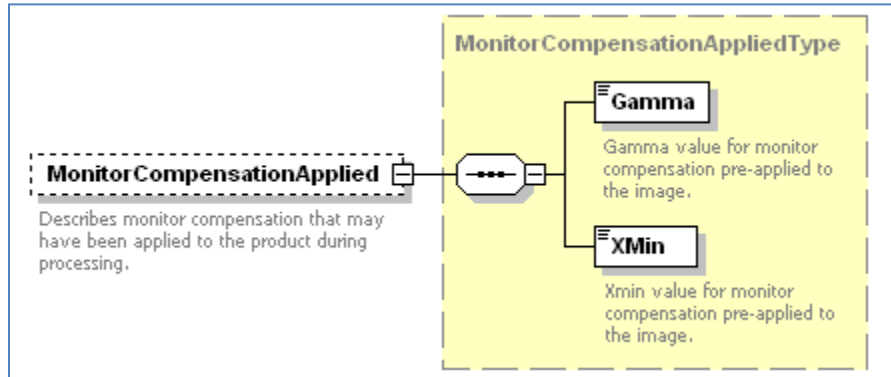 MonitorCompensationAppliedType
Gamma
Gamma value for monitor
compensation pre-applied to
the image.
MonitorCompensationApplied
Describes monitor compensation that may
have been applied to the product during
processing.
XMin
Xmin value for monitor
compensation pre-applied to
the image.